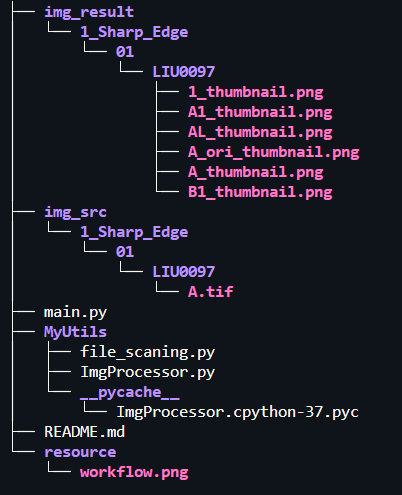 ├── img_result
│   └── 1_Sharp_Edge
│       └── 01
│           └── LIU0097
│               ├── 1_thumbnail.png
│               ├── A1_thumbnail.png
│               ├── AL_thumbnail.png
│               ├── A_ori_thumbnail.png
│               ├── A_thumbnail.png
│               └── B1_thumbnail.png
├── img_src
│   └── 1_Sharp_Edge
│       └── 01
│           └── LIU0097
│               └── A.tif
├── main.py
├── MyUtils
│   ├── file_scaning.py
│   ├── ImgProcessor.py
│   └── __pycache__
│       └── ImgProcessor.cpython-37.pyc
├── README.md
└── resource
    └── workflow.png